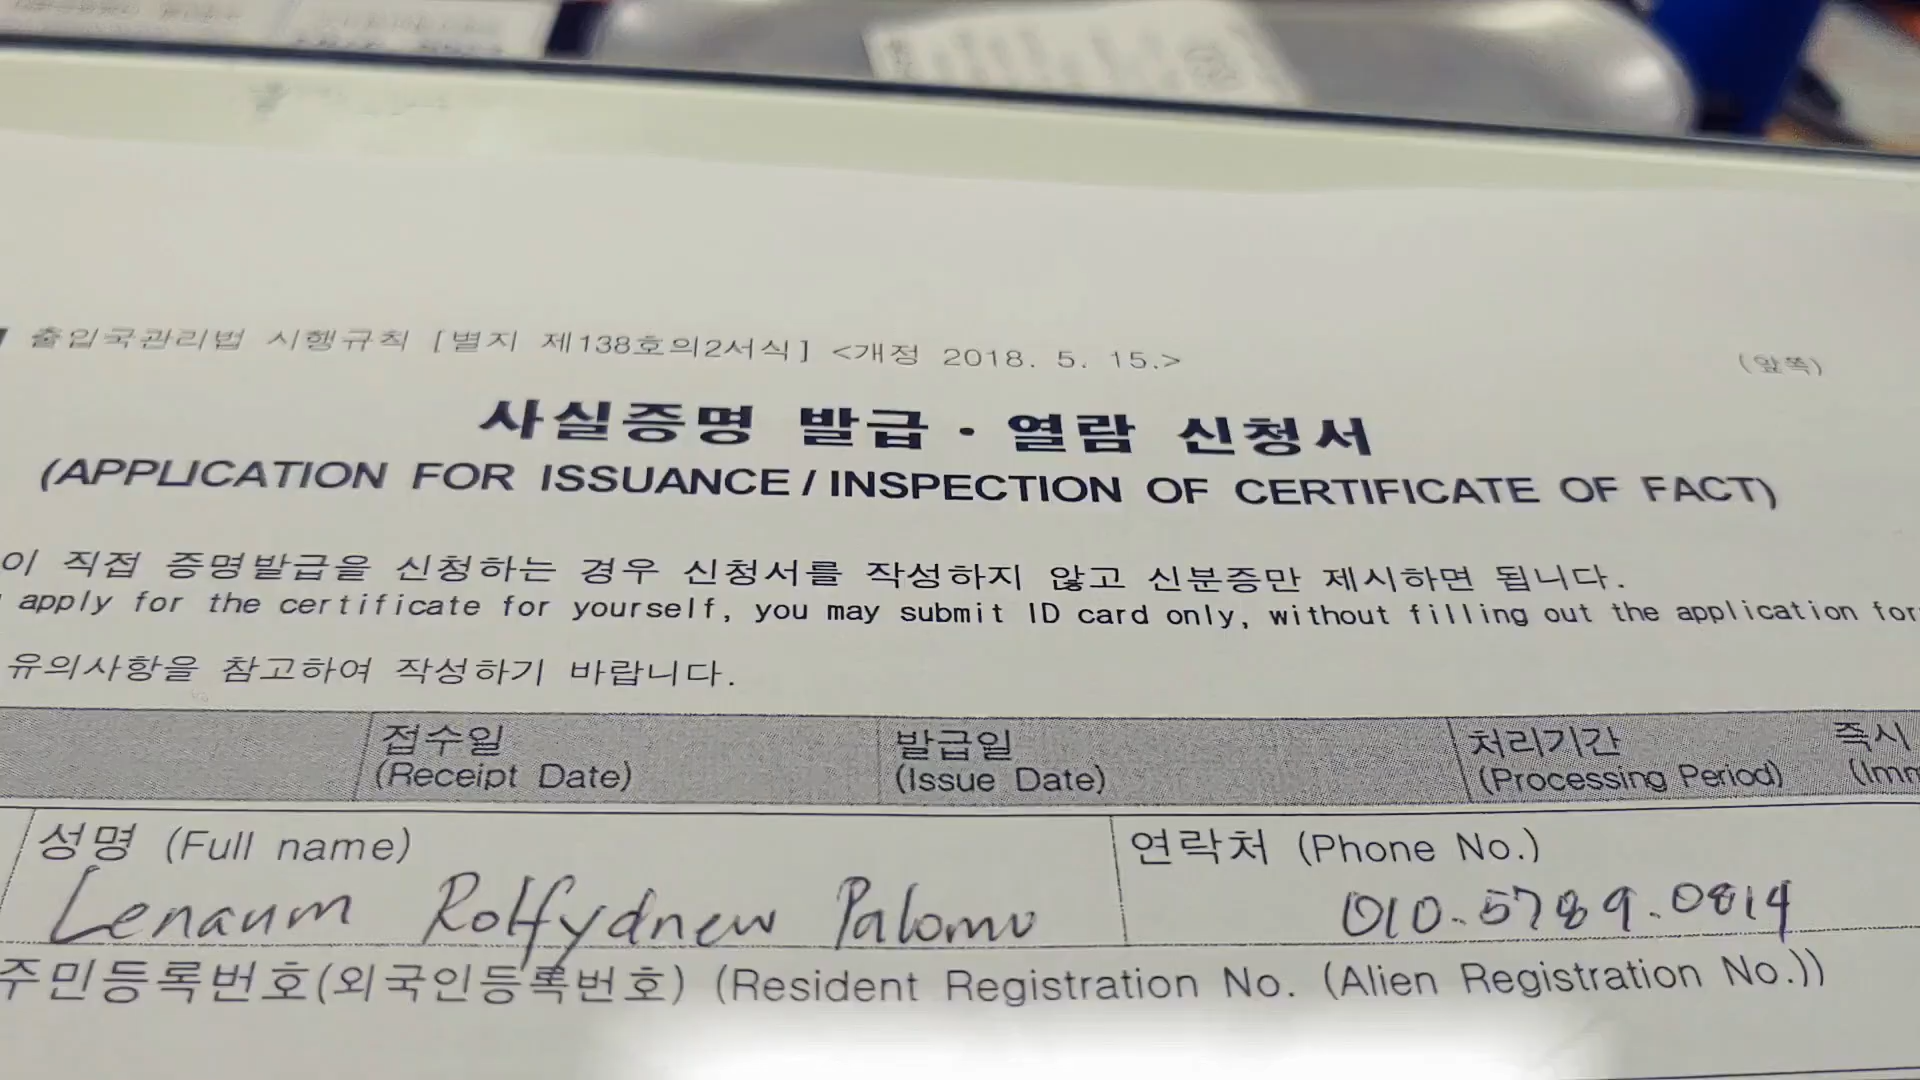 출입국관리법 시행규칙 [별지 제138호의2서식] <개정 2018. 5. 15.>
(앞쪽)
사실증명 발급 · 열람 신청서
(APPLICATION FOR ISSUANCE / INSPECTION OF CERTIFICATE OF FACT)
이 직접 증명발급을 신청하는 경우 신청서를 작성하지 않고 신분증만 제시하면 됩니다.
apply for the certificate for yourself, you may submit ID card only, without filling out the application for
유의사항을 참고하여 작성하기 바랍니다.
접수일 발급일 처리기간 즉시
(Receipt Date) (Issue Date) (Processing Period) (Imm
성명 (Full name) 연락처 (Phone No.)
Lenaum Rolfydnew Palomo 010.5789.0814
주민등록번호(외국인등록번호) (Resident Registration No. (Alien Registration No.))